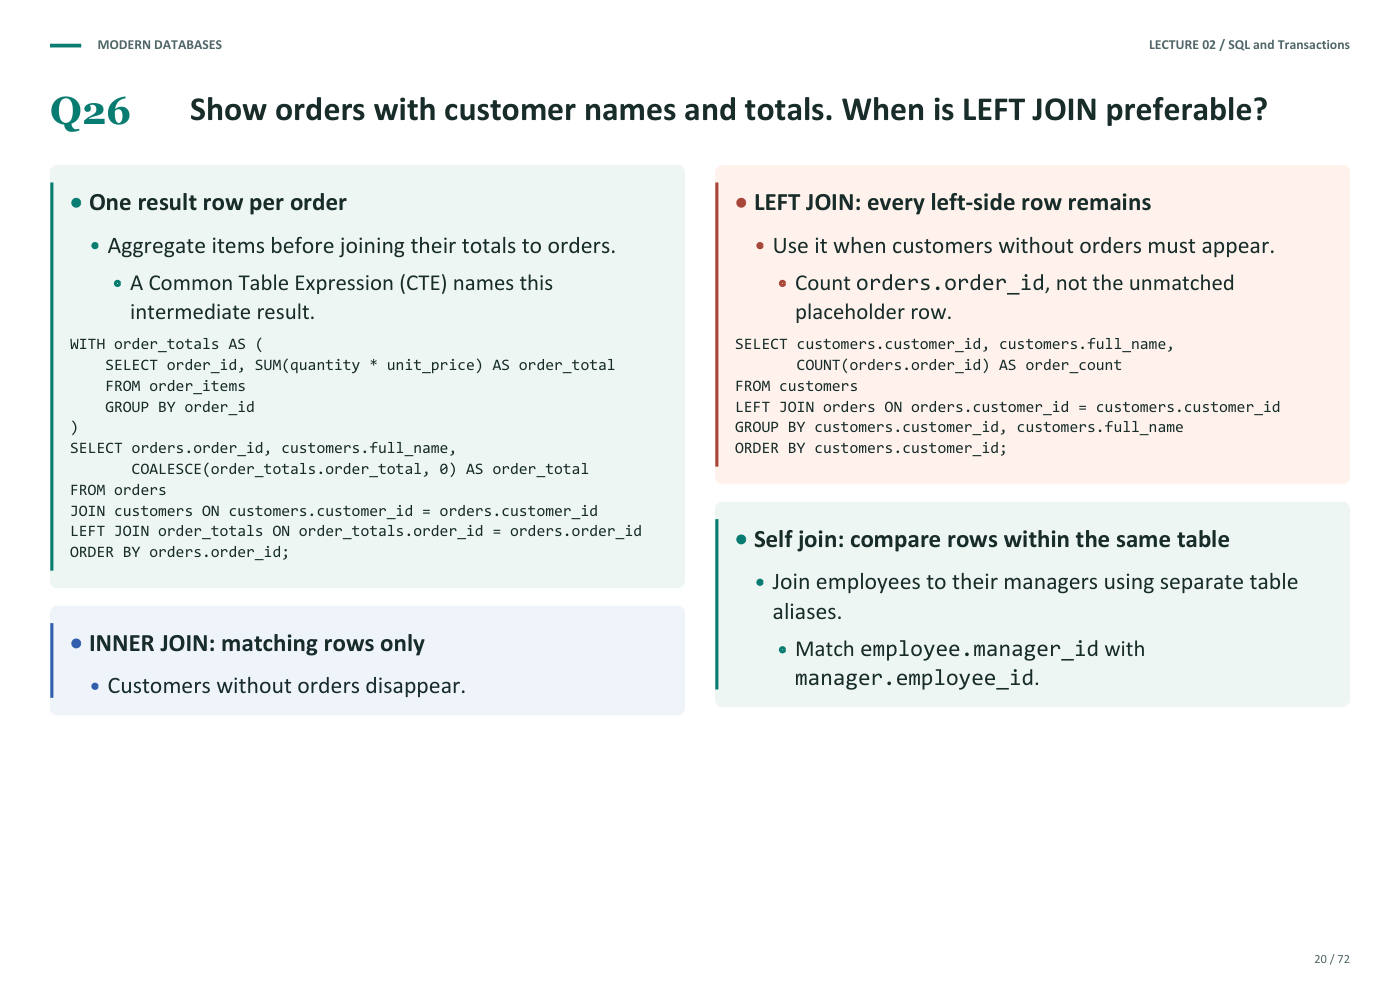 MODERN DATABASES
LECTURE 02 / SQL and Transactions
Q26 Show orders with customer names and totals. When is LEFT JOIN preferable?
• One result row per order
• Aggregate items before joining their totals to orders.
• A Common Table Expression (CTE) names this
intermediate result.
WITH order_totals AS (
    SELECT order_id, SUM(quantity * unit_price) AS order_total
    FROM order_items
    GROUP BY order_id
)
SELECT orders.order_id, customers.full_name,
       COALESCE(order_totals.order_total, 0) AS order_total
FROM orders
JOIN customers ON customers.customer_id = orders.customer_id
LEFT JOIN order_totals ON order_totals.order_id = orders.order_id
ORDER BY orders.order_id;
• INNER JOIN: matching rows only
• Customers without orders disappear.
• LEFT JOIN: every left-side row remains
• Use it when customers without orders must appear.
• Count orders.order_id, not the unmatched
placeholder row.
SELECT customers.customer_id, customers.full_name,
       COUNT(orders.order_id) AS order_count
FROM customers
LEFT JOIN orders ON orders.customer_id = customers.customer_id
GROUP BY customers.customer_id, customers.full_name
ORDER BY customers.customer_id;
• Self join: compare rows within the same table
• Join employees to their managers using separate table
aliases.
• Match employee.manager_id with
manager.employee_id.
20 / 72